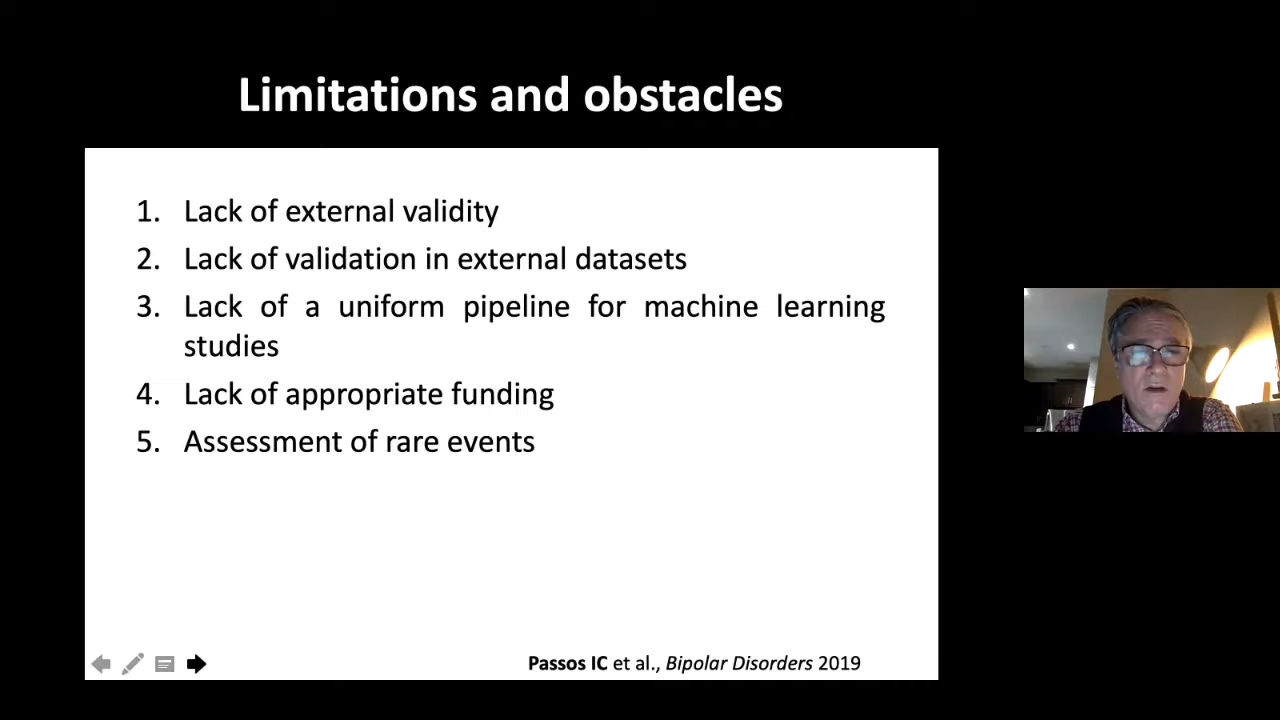 Limitations and obstacles
1. Lack of external validity
2. Lack of validation in external datasets
3. Lack of a uniform pipeline for machine learning
studies
4. Lack of appropriate funding
5. Assessment of rare events
Passos IC et al., Bipolar Disorders 2019